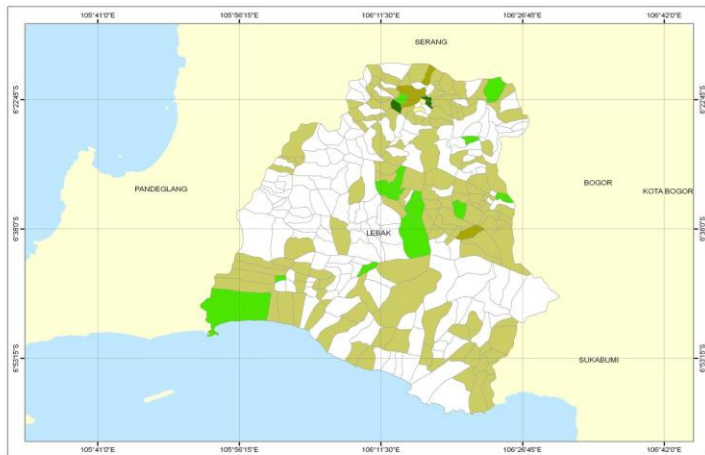 105°41'0"E 105°56'15"E 106°11'30"E 106°26'45"E 106°42'0"E
SERANG
6°22'45"S 6°22'45"S
BOGOR
PANDEGLANG KOTA BOGOR
6°38'0"S LEBAK 6°38'0"S
6°53'15"S SUKABUMI 6°53'15"S
105°41'0"E 105°56'15"E 106°11'30"E 106°26'45"E 106°42'0"E